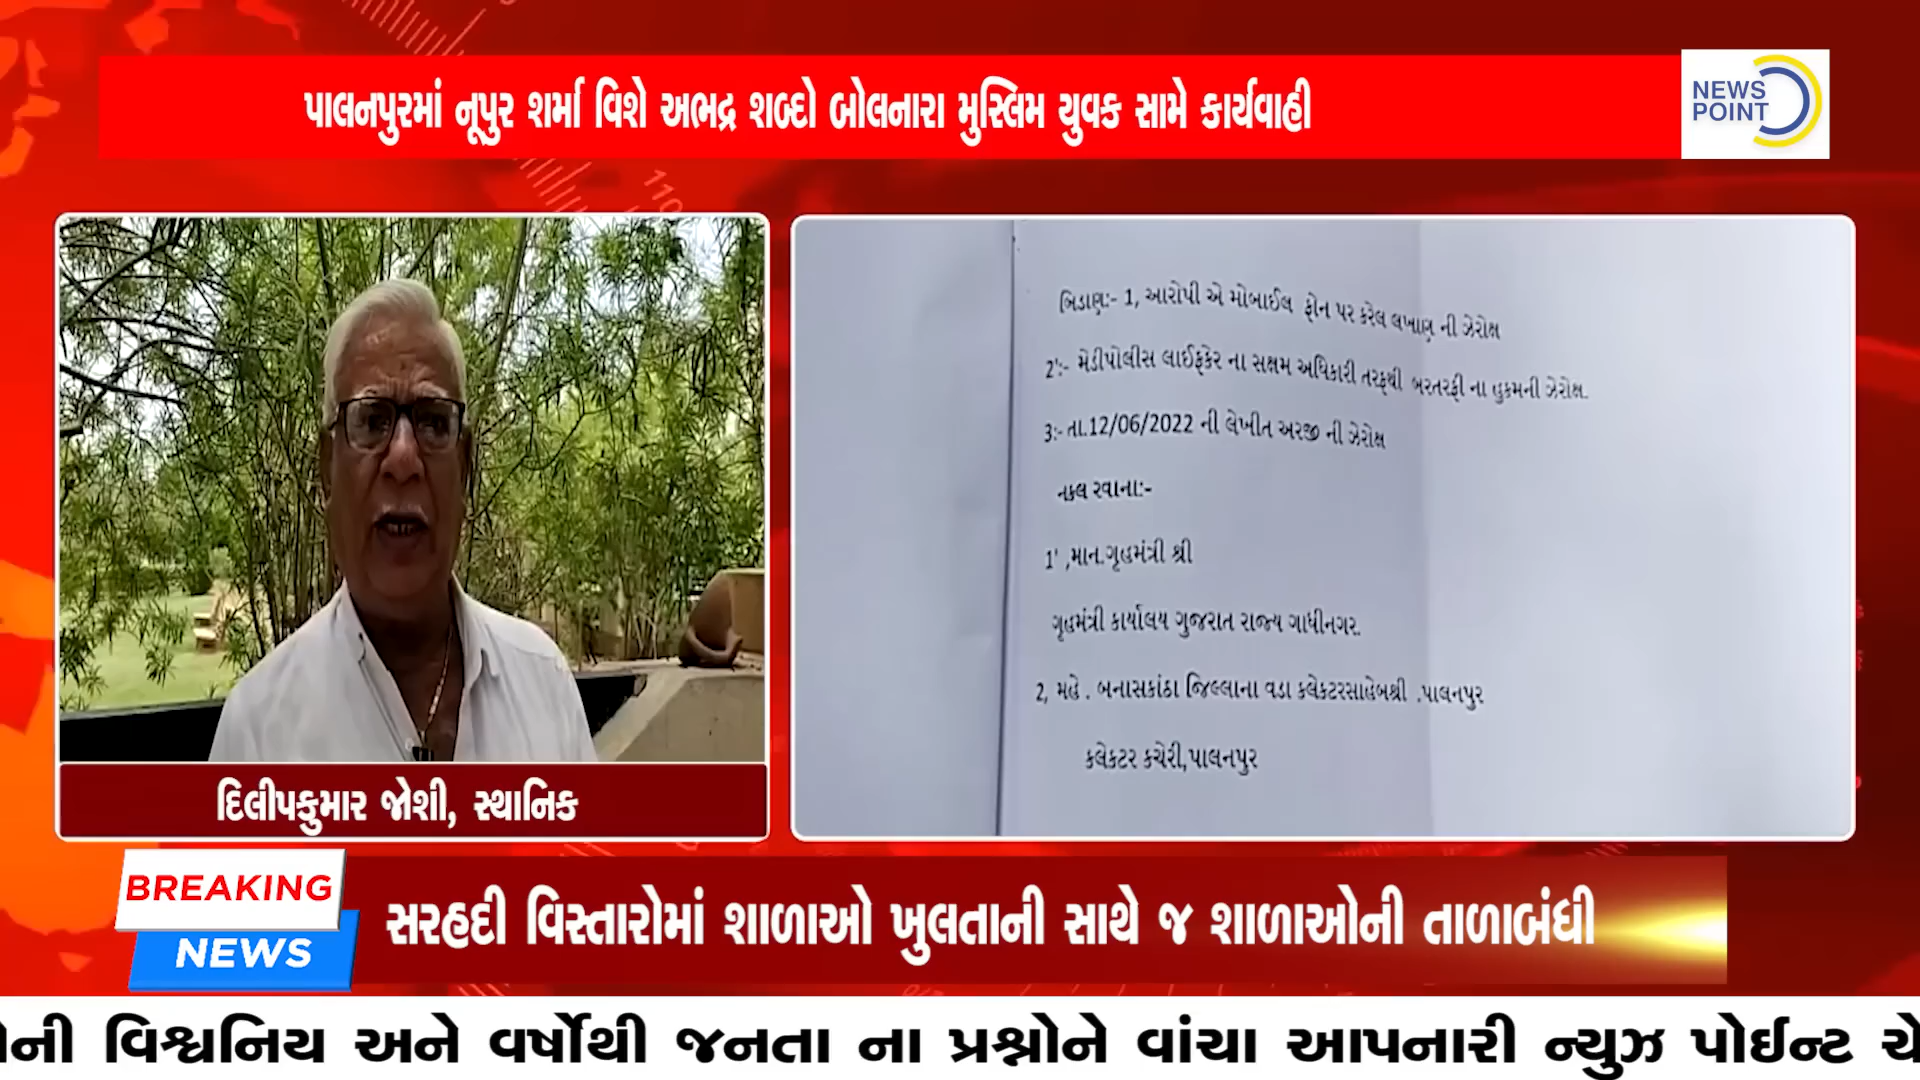 પાલનપુરમાં નૂપુર શર્મા વિશે અભદ્ર શબ્દો બોલનારા મુસ્લિમ યુવક સામે કાર્યવાહી
NEWS
POINT
બિડાણ:- 1, આરોપી એ મોબાઈલ ફોન પર કરેલ લખાણ ની ઝેરોક્ષ
2':- મેડીપોલીસ લાઈફકેર ના સક્ષમ અધિકારી તરફથી બરતરફી ના હુકમની ઝેરોક્ષ.
3:- તા.12/06/2022 ની લેખીત અરજી ની ઝેરોક્ષ
નકલ રવાના:-
1' ,માન.ગૃહમંત્રી શ્રી
ગૃહમંત્રી કાર્યાલય ગુજરાત રાજ્ય ગાધીનગર.
2, મહે . બનાસકાંઠા જિલ્લાના વડા કલેકટરસાહેબશ્રી .પાલનપુર
કલેકટર કચેરી,પાલનપુર
દિલીપકુમાર જોશી, સ્થાનિક
BREAKING
NEWS
સરહદી વિસ્તારોમાં શાળાઓ ખુલતાની સાથે જ શાળાઓની તાળાબંધી
ની વિશ્વનિય અને વર્ષોથી જનતા ના પ્રશ્નોને વાંચા આપનારી ન્યુઝ પોઈન્ટ ચે